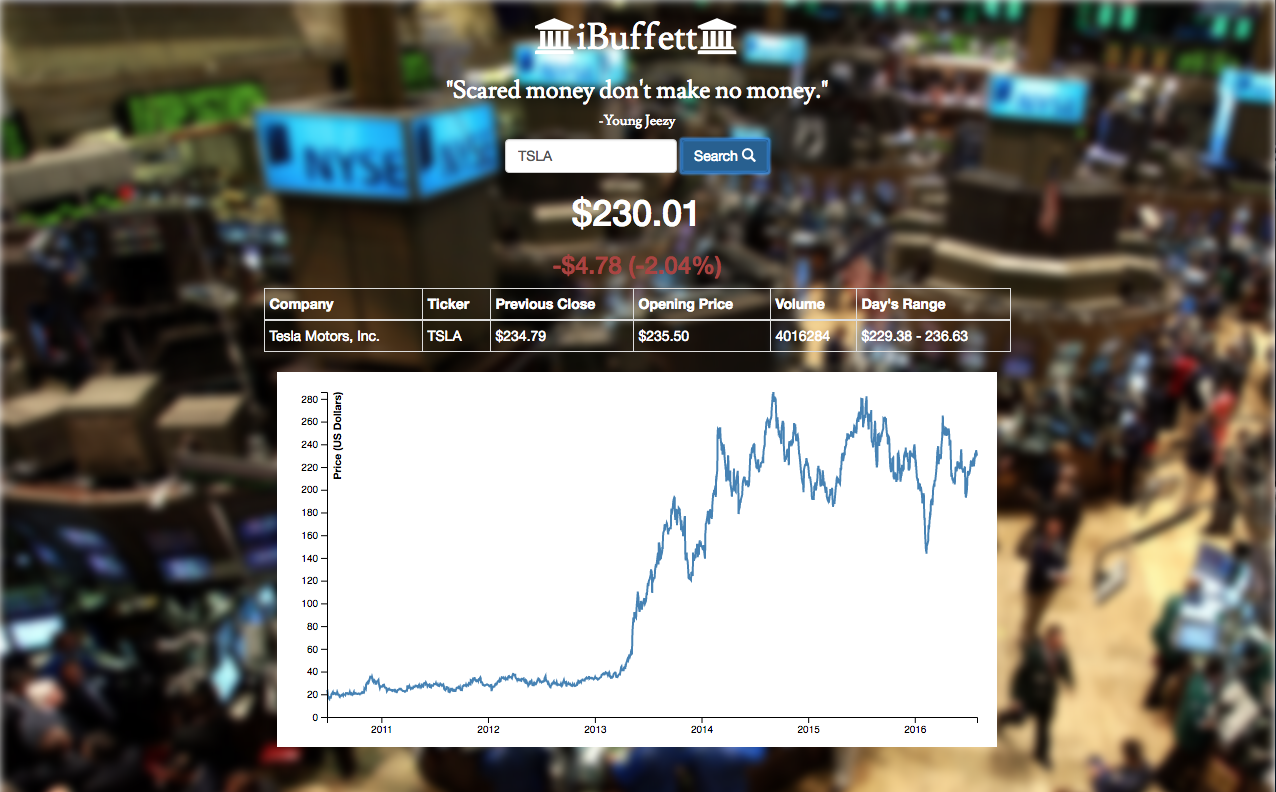 iBuffett
"Scared money don't make no money."
-Young Jeezy
TSLA Search
$230.01
-$4.78 (-2.04%)
Company Ticker Previous Close Opening Price Volume Day's Range
Tesla Motors, Inc. TSLA $234.79 $235.50 4016284 $229.38 - 236.63
Price (US Dollars)
280
260
240
220
200
180
160
140
120
100
80
60
40
20
0
2011 2012 2013 2014 2015 2016
NYSE